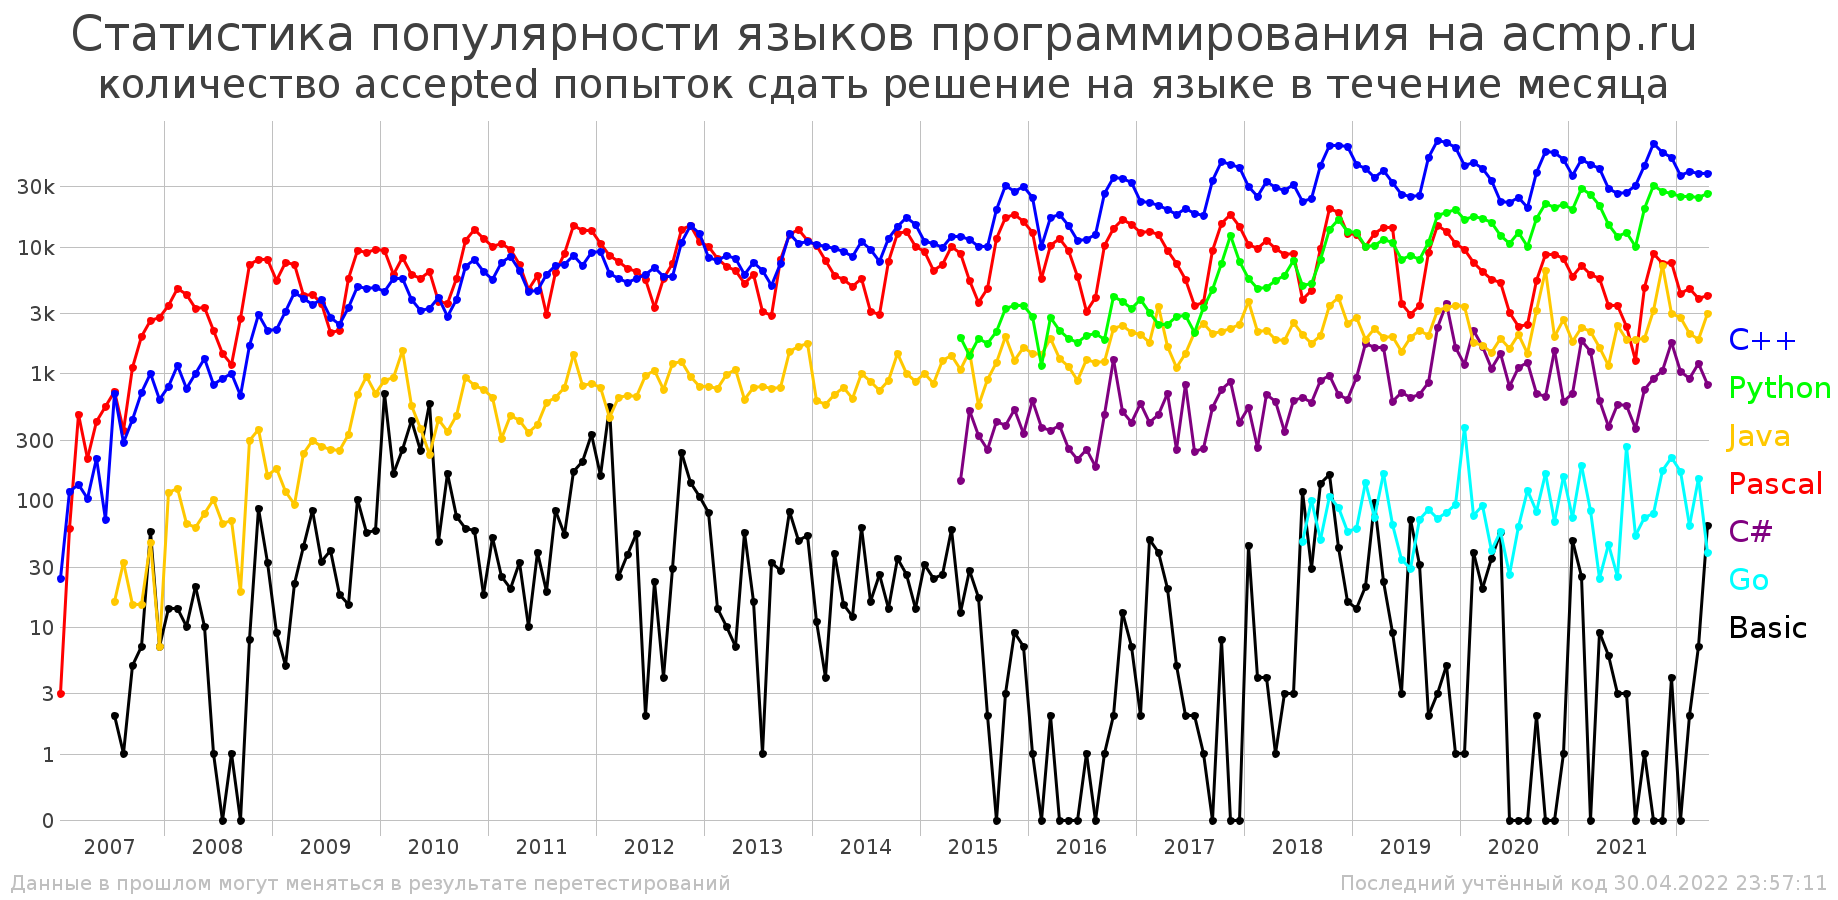 Статистика популярности языков программирования на acmp.ru
количество accepted попыток сдать решение на языке в течение месяца
30k
10k
3k
1k
300
100
30
10
3
1
0
C++
Python
Java
Pascal
C#
Go
Basic
2007 2008 2009 2010 2011 2012 2013 2014 2015 2016 2017 2018 2019 2020 2021
Данные в прошлом могут меняться в результате перетестирований
Последний учтённый код 30.04.2022 23:57:11